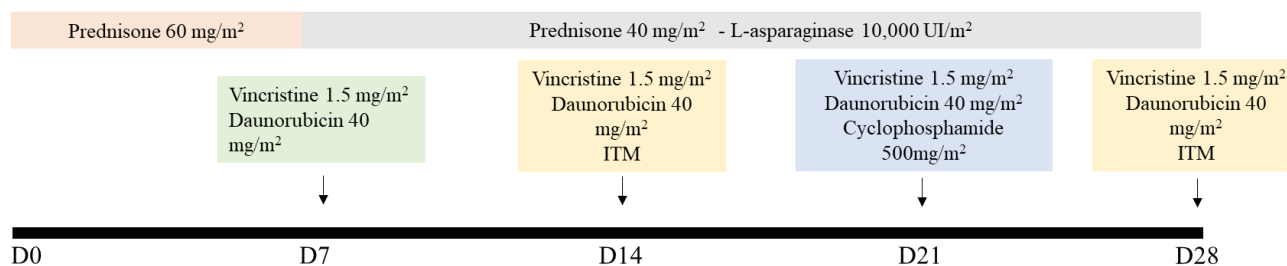 Prednisone 60 mg/m²
Prednisone 40 mg/m² - L-asparaginase 10,000 UI/m²
Vincristine 1.5 mg/m²
Daunorubicin 40
mg/m²
Vincristine 1.5 mg/m²
Daunorubicin 40
mg/m²
ITM
Vincristine 1.5 mg/m²
Daunorubicin 40 mg/m²
Cyclophosphamide
500mg/m²
Vincristine 1.5 mg/m²
Daunorubicin 40
mg/m²
ITM
D0
D7
D14
D21
D28